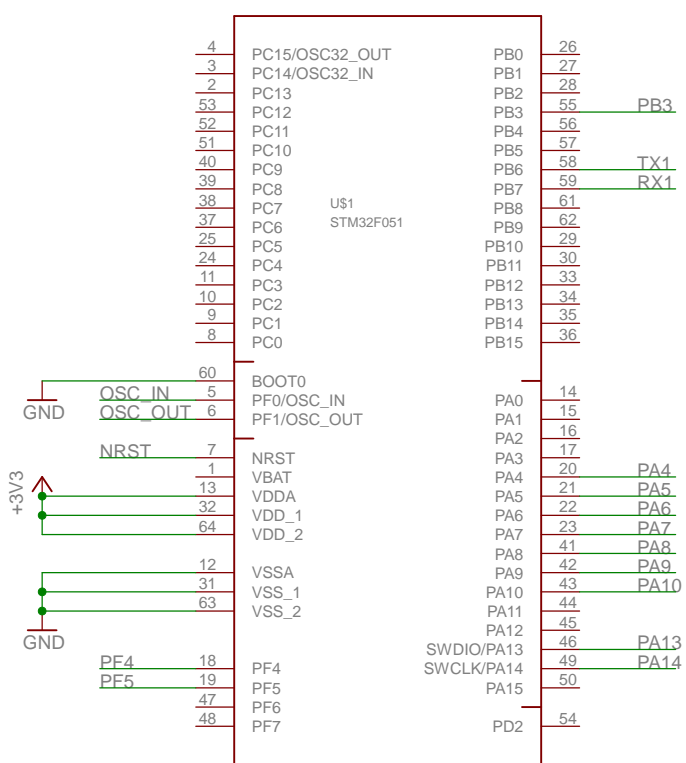 4 PC15/OSC32_OUT PB0 26
3 PC14/OSC32_IN PB1 27
2 PC13 PB2 28
53 PC12 PB3 55 PB3
52 PC11 PB4 56
51 PC10 PB5 57
40 PC9 PB6 58 TX1
39 PC8 PB7 59 RX1
38 PC7 U$1 PB8 61
37 PC6 STM32F051 PB9 62
25 PC5 PB10 29
24 PC4 PB11 30
11 PC3 PB12 33
10 PC2 PB13 34
9 PC1 PB14 35
8 PC0 PB15 36
60 BOOT0
GND OSC_IN 5 PF0/OSC_IN PA0 14
OSC_OUT 6 PF1/OSC_OUT PA1 15
PA2 16
NRST 7 NRST PA3 17
1 VBAT PA4 20 PA4
+3V3 13 VDDA PA5 21 PA5
32 VDD_1 PA6 22 PA6
64 VDD_2 PA7 23 PA7
PA8 41 PA8
12 VSSA PA9 42 PA9
31 VSS_1 PA10 43 PA10
63 VSS_2 PA11 44
GND PA12 45
SWDIO/PA13 46 PA13
PF4 18 PF4 SWCLK/PA14 49 PA14
PF5 19 PF5 PA15 50
47 PF6
48 PF7 PD2 54